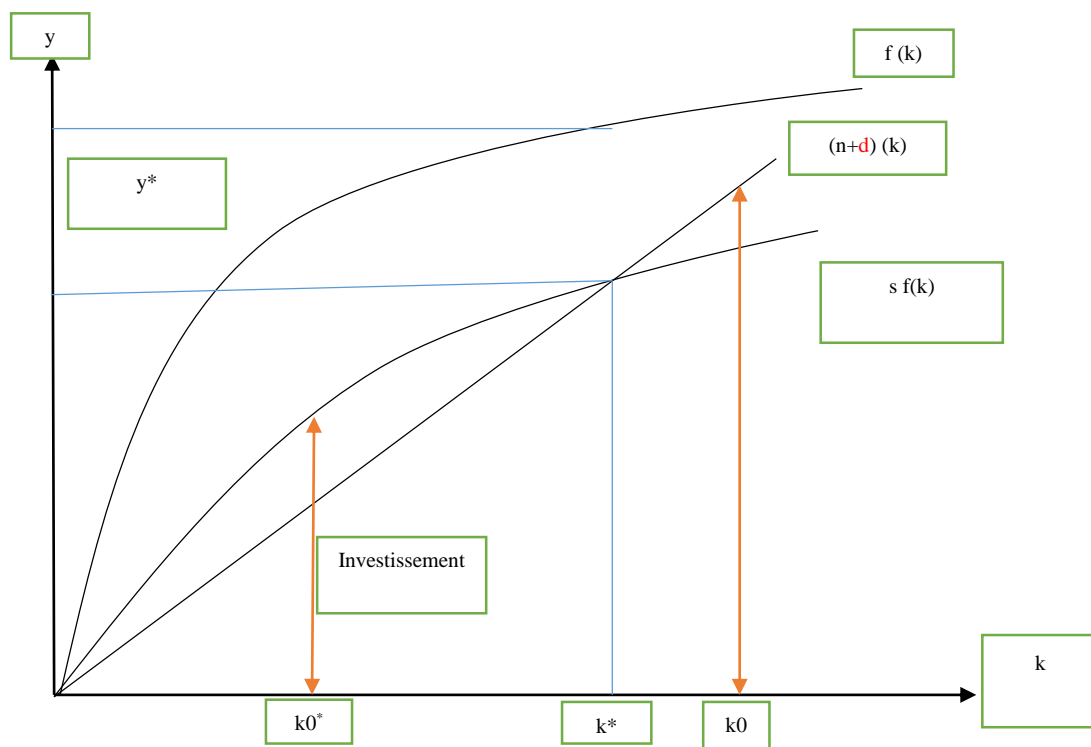 y
f (k)
(n+d) (k)
y*
s f(k)
Investissement
k
k0*
k*
k0